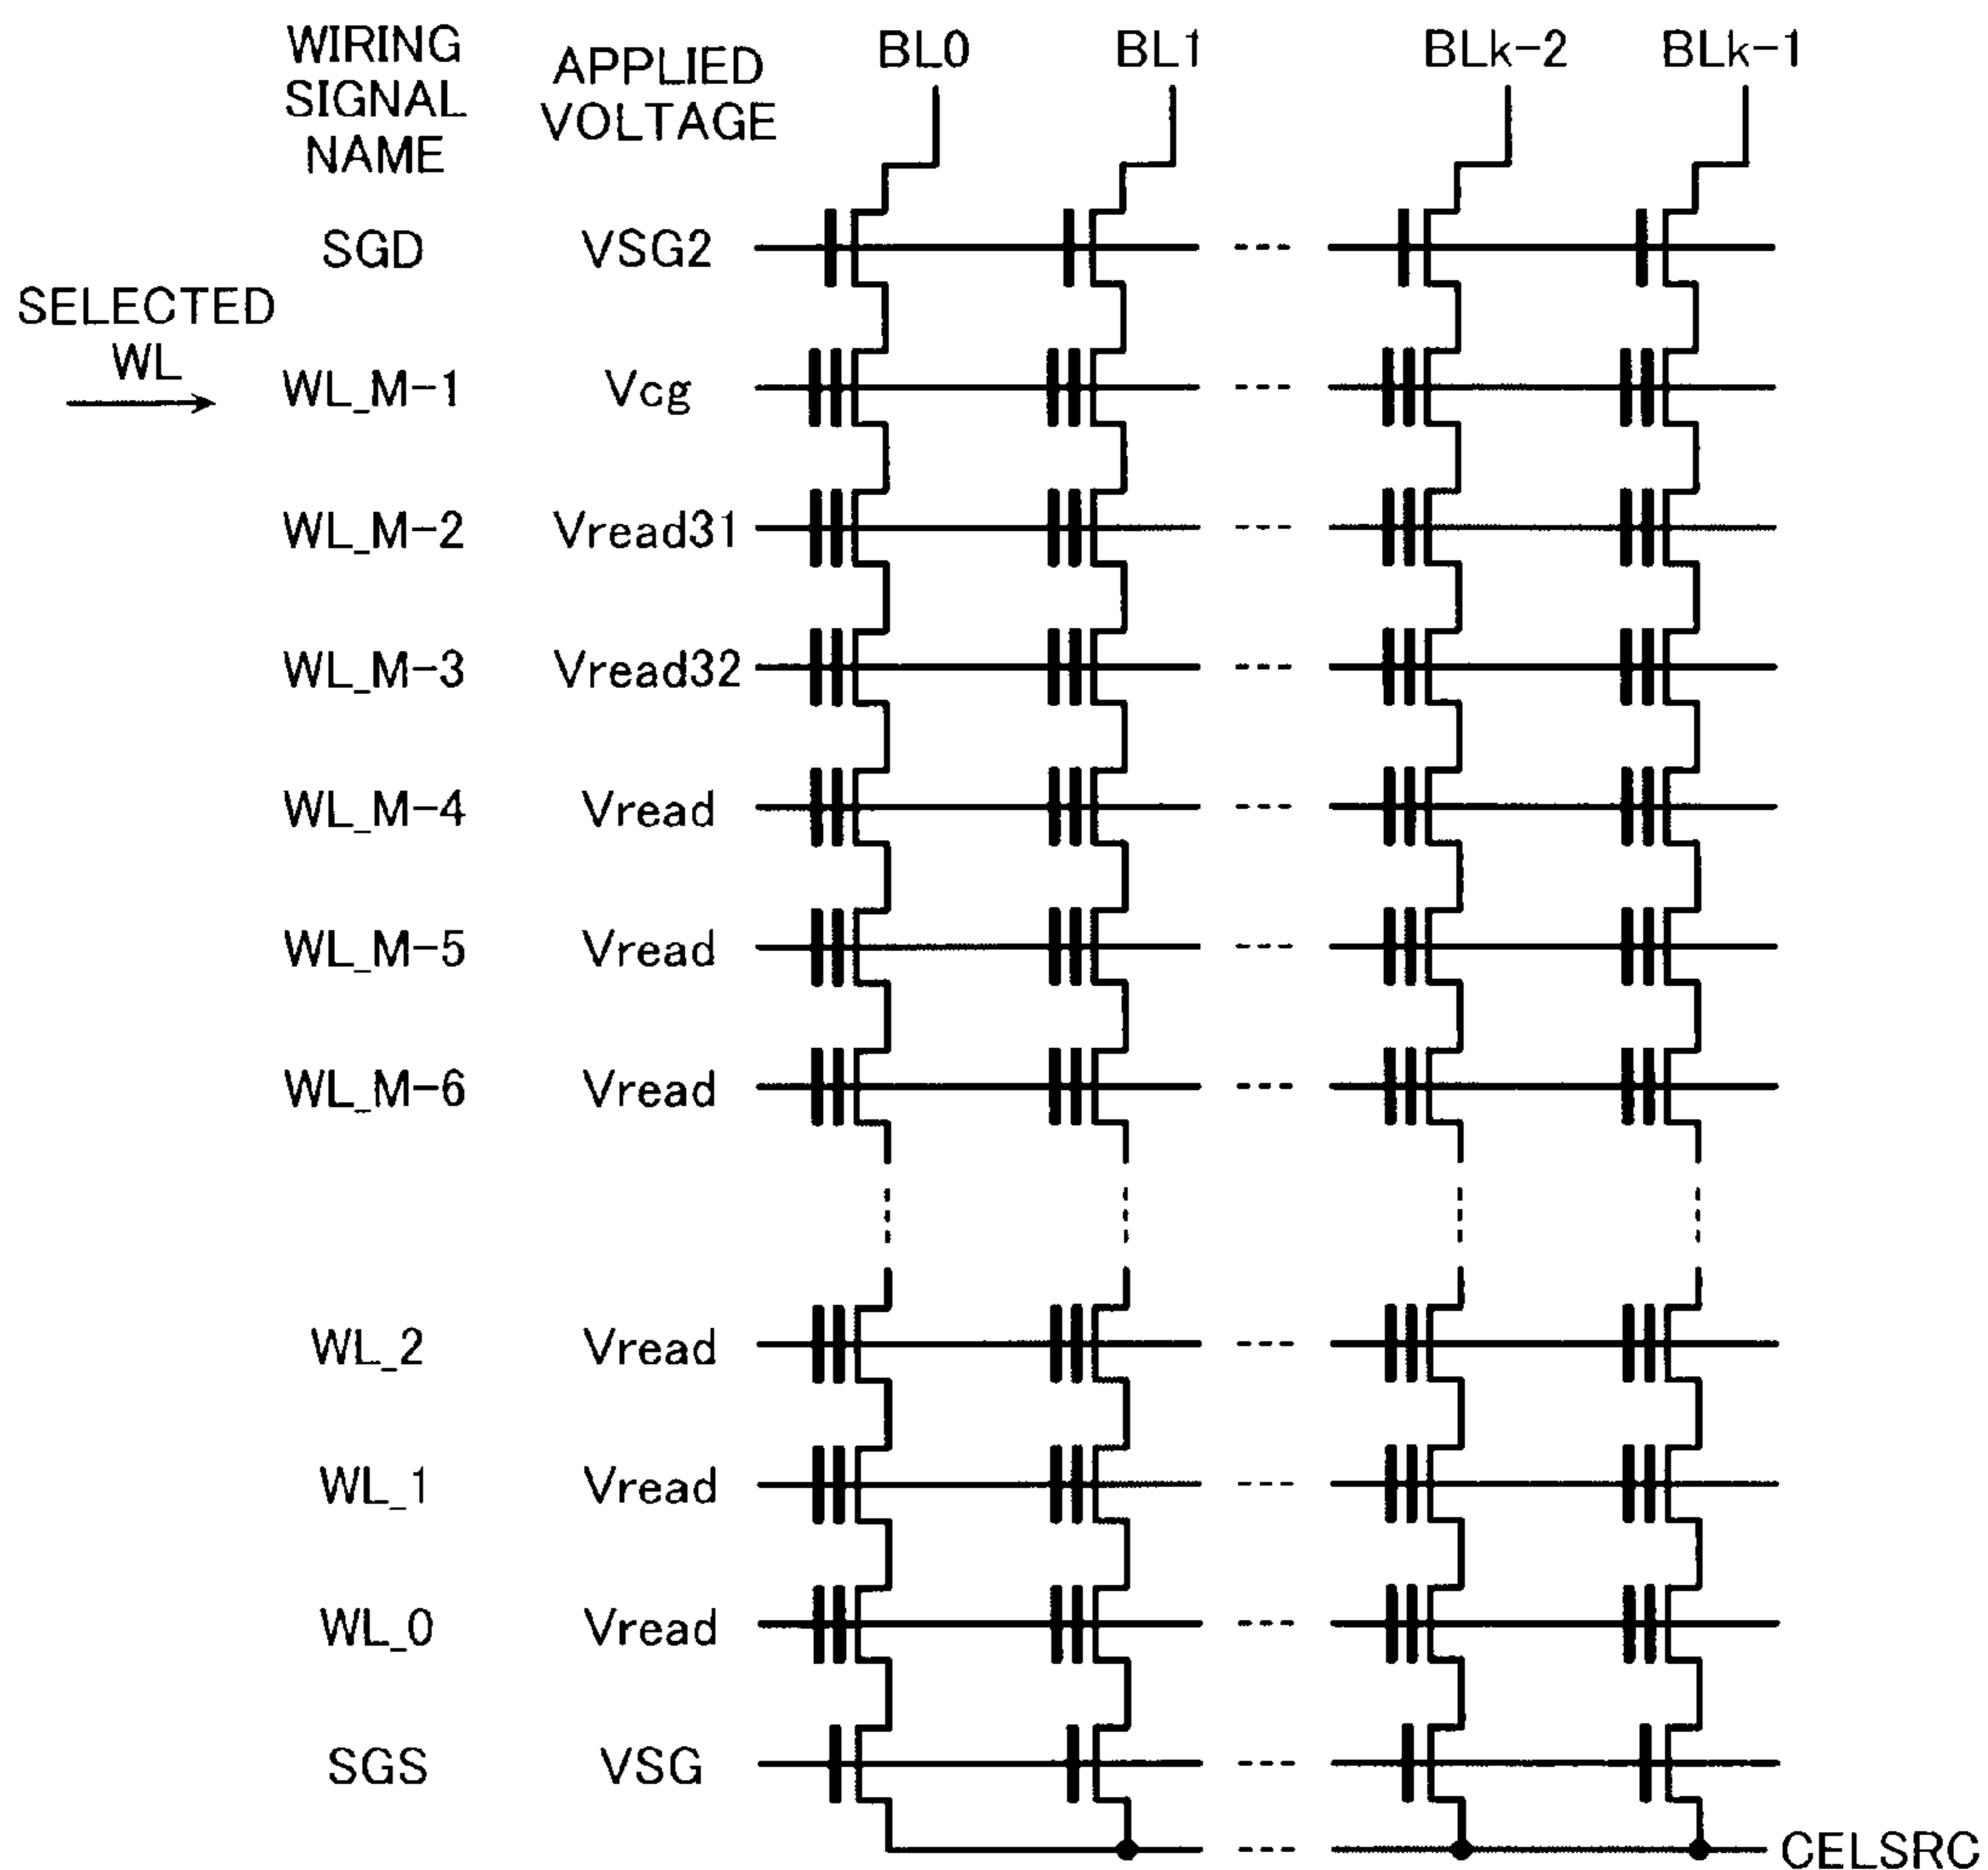 WIRING
SIGNAL
NAME
APPLIED
VOLTAGE
BL0
BL1
BLk-2
BLk-1
SGD
VSG2
SELECTED
WL
WL_M-1
Vcg
WL_M-2
Vread31
WL_M-3
Vread32
WL_M-4
Vread
WL_M-5
Vread
WL_M-6
Vread
WL_2
Vread
WL_1
Vread
WL_0
Vread
SGS
VSG
CELSRC